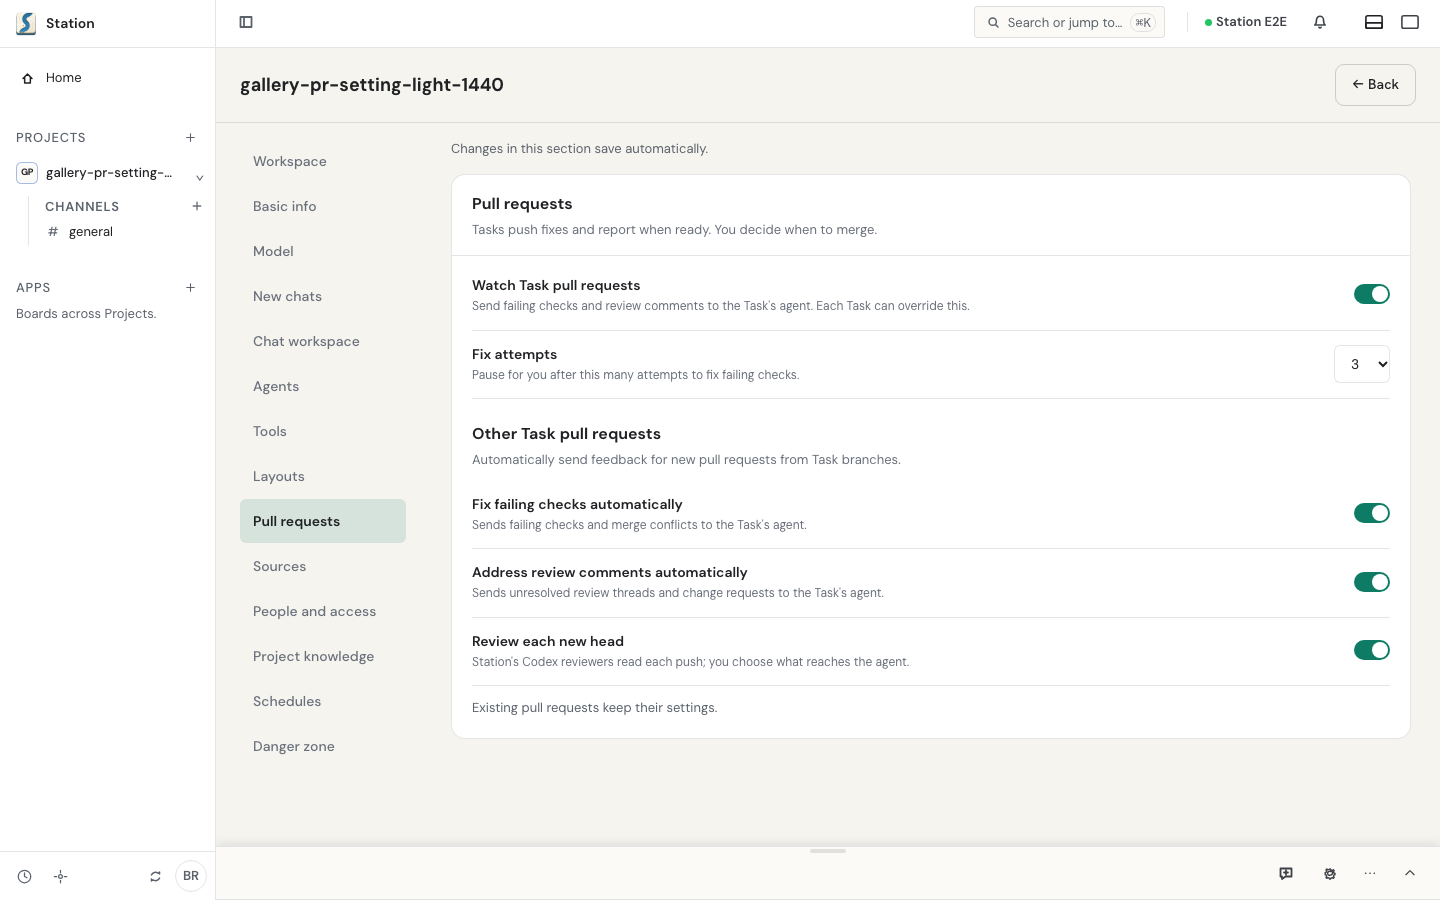 Station
Search or jump to... ⌘K
Station E2E
Home
PROJECTS
GP gallery-pr-setting-...
CHANNELS
# general
APPS
Boards across Projects.
BR
gallery-pr-setting-light-1440
← Back
Workspace
Basic info
Model
New chats
Chat workspace
Agents
Tools
Layouts
Pull requests
Sources
People and access
Project knowledge
Schedules
Danger zone
Changes in this section save automatically.
Pull requests
Tasks push fixes and report when ready. You decide when to merge.
Watch Task pull requests
Send failing checks and review comments to the Task's agent. Each Task can override this.
Fix attempts
Pause for you after this many attempts to fix failing checks.
3
Other Task pull requests
Automatically send feedback for new pull requests from Task branches.
Fix failing checks automatically
Sends failing checks and merge conflicts to the Task's agent.
Address review comments automatically
Sends unresolved review threads and change requests to the Task's agent.
Review each new head
Station's Codex reviewers read each push; you choose what reaches the agent.
Existing pull requests keep their settings.